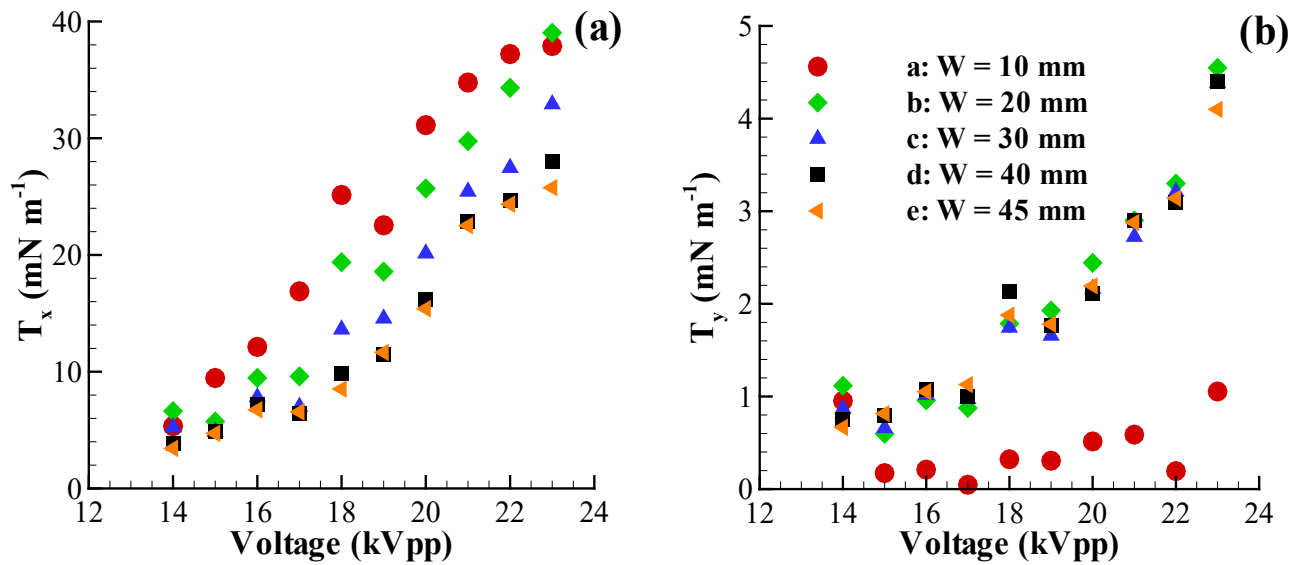 (a)
40
30
20
10
0
12 14 16 18 20 22 24
Voltage (kVpp)
Tₓ (mN m⁻¹)
(b)
5
4
3
2
1
0
12 14 16 18 20 22 24
Voltage (kVpp)
T_y (mN m⁻¹)
a: W = 10 mm
b: W = 20 mm
c: W = 30 mm
d: W = 40 mm
e: W = 45 mm